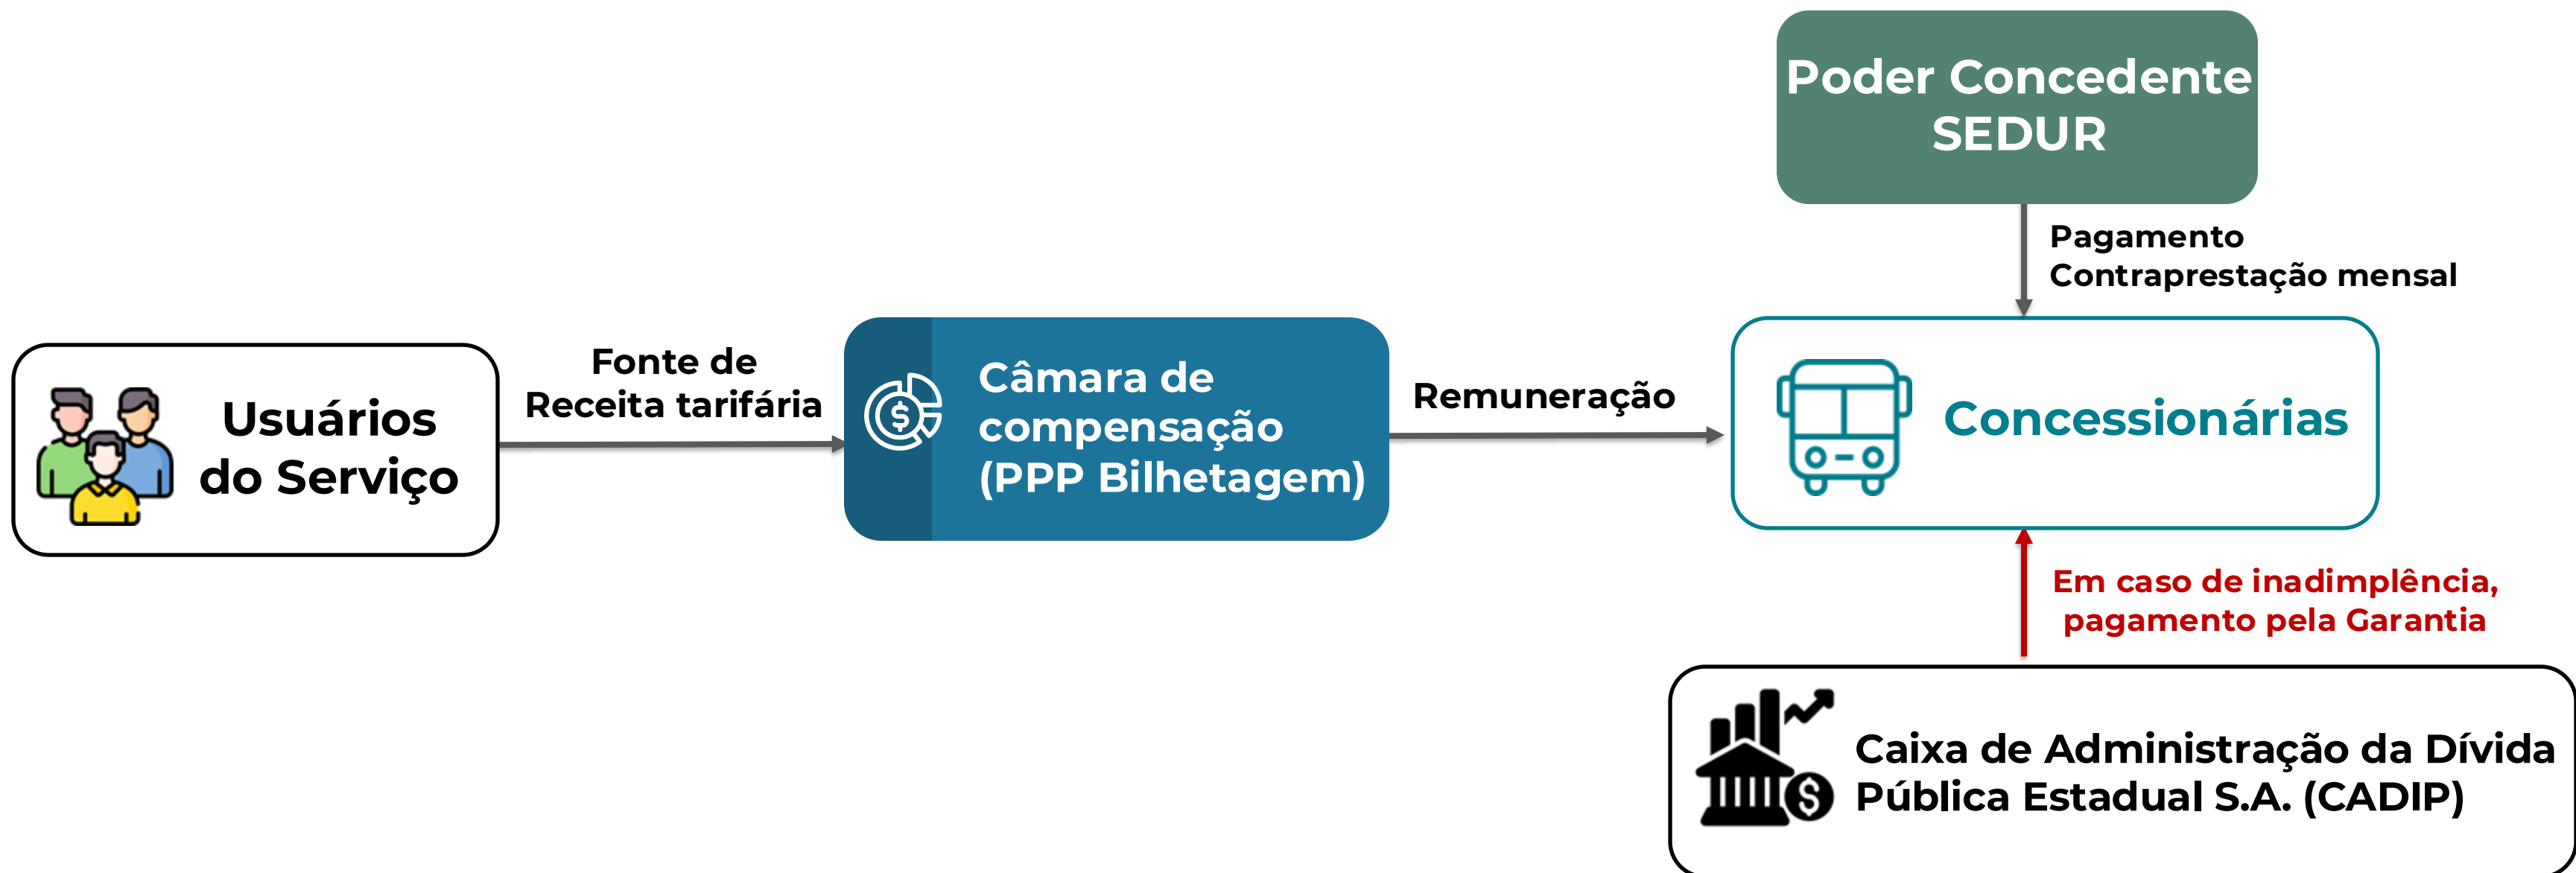 Poder Concedente
SEDUR
Pagamento
Contraprestação mensal
Usuários
do Serviço
Fonte de
Receita tarifária
$
Câmara de
compensação
(PPP Bilhetagem)
Remuneração
Concessionárias
Em caso de inadimplência,
pagamento pela Garantia
$
Caixa de Administração da Dívida
Pública Estadual S.A. (CADIP)